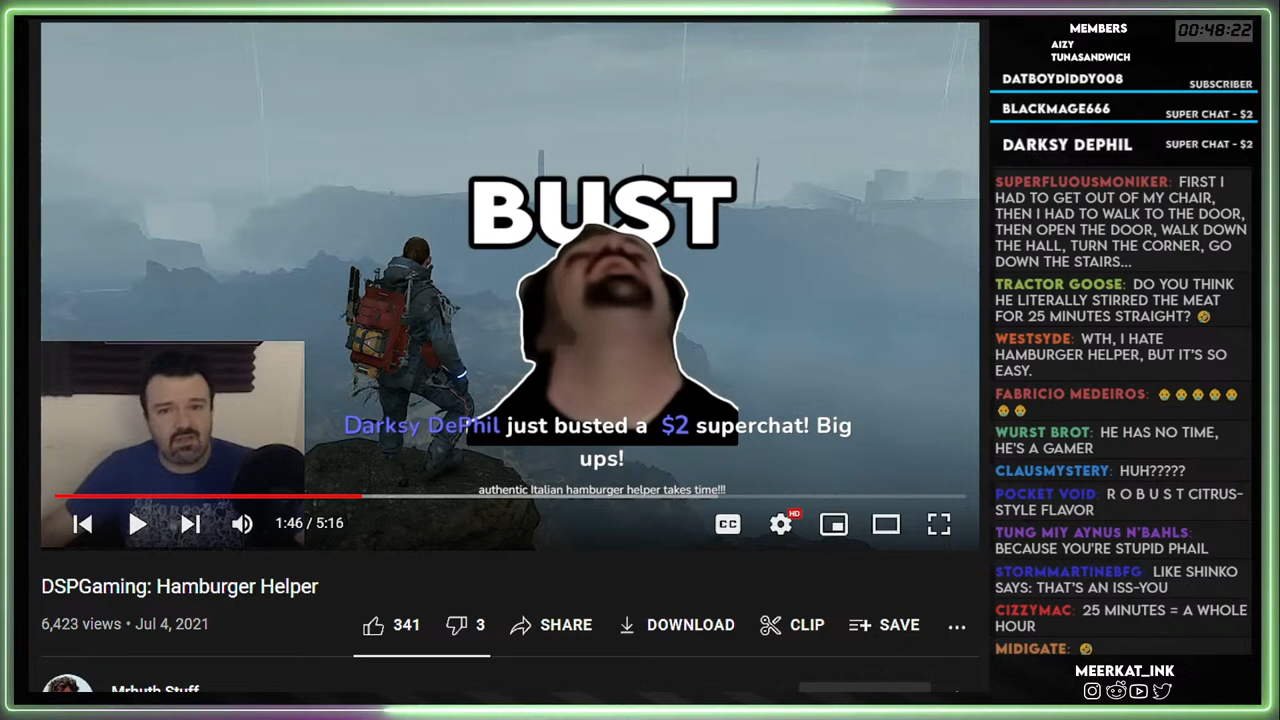 BUST
Darksy DePhil just busted a $2 superchat! Big
ups!
authentic Italian hamburger helper takes time!!!
1:46 / 5:16
CC
HD
DSPGaming: Hamburger Helper
6,423 views • Jul 4, 2021
341
3
SHARE
DOWNLOAD
CLIP
SAVE
Mrhuth Stuff
MEMBERS
00:48:22
AIZY
TUNASANDWICH
DATBOYDIDDY008
SUBSCRIBER
BLACKMAGE666
SUPER CHAT - $2
DARKSY DEPHIL
SUPER CHAT - $2
SUPERFLUOUSMONIKER: FIRST I
HAD TO GET OUT OF MY CHAIR,
THEN I HAD TO WALK TO THE DOOR,
THEN OPEN THE DOOR, WALK DOWN
THE HALL, TURN THE CORNER, GO
DOWN THE STAIRS...
TRACTOR GOOSE: DO YOU THINK
HE LITERALLY STIRRED THE MEAT
FOR 25 MINUTES STRAIGHT? 🤣
WESTSYDE: WTH, I HATE
HAMBURGER HELPER, BUT IT'S SO
EASY.
FABRICIO MEDEIROS:
WURST BROT: HE HAS NO TIME,
HE'S A GAMER
CLAUSMYSTERY: HUH?????
POCKET VOID: R O B U S T CITRUS-
STYLE FLAVOR
TUNG MIY AYNUS N'BAHLS:
BECAUSE YOU'RE STUPID PHAIL
STORMMARTINEBFG: LIKE SHINKO
SAYS: THAT'S AN ISS-YOU
CIZZYMAC: 25 MINUTES = A WHOLE
HOUR
MIDIGATE: 🤣
MEERKAT_INK